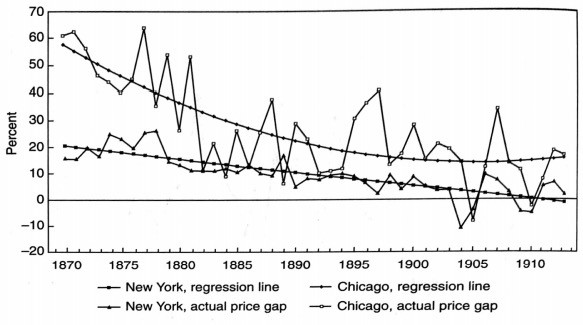 70
60
50
40
30
20
10
0
−10
−20
Percent
1870 1875 1880 1885 1890 1895 1900 1905 1910
New York, regression line
Chicago, regression line
New York, actual price gap
Chicago, actual price gap